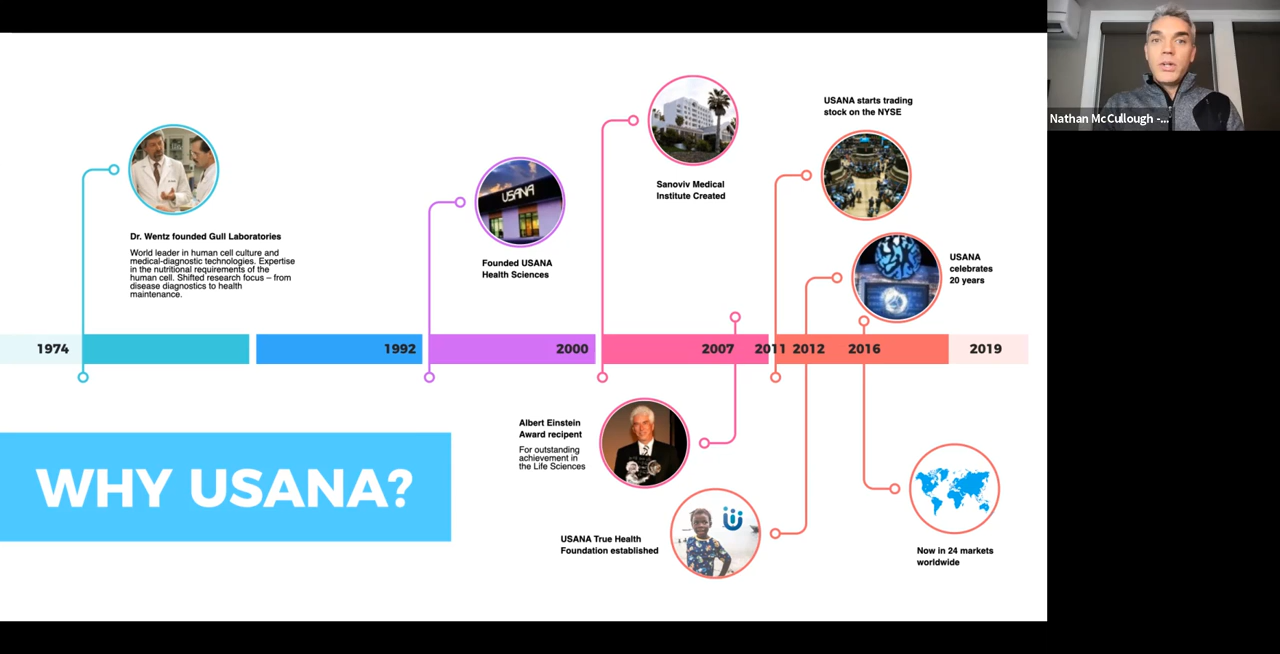 Nathan McCullough -...
USANA starts trading
stock on the NYSE
Sanoviv Medical
Institute Created
USANA
Dr. Wentz founded Gull Laboratories
World leader in human cell culture and
medical-diagnostic technologies. Expertise
in the nutritional requirements of the
human cell. Shifted research focus – from
disease diagnostics to health
maintenance.
Founded USANA
Health Sciences
USANA
celebrates
20 years
1974
1992
2000
2007
2011
2012
2016
2019
WHY USANA?
Albert Einstein
Award recipent
For outstanding
achievement in
the Life Sciences
USANA True Health
Foundation established
Now in 24 markets
worldwide